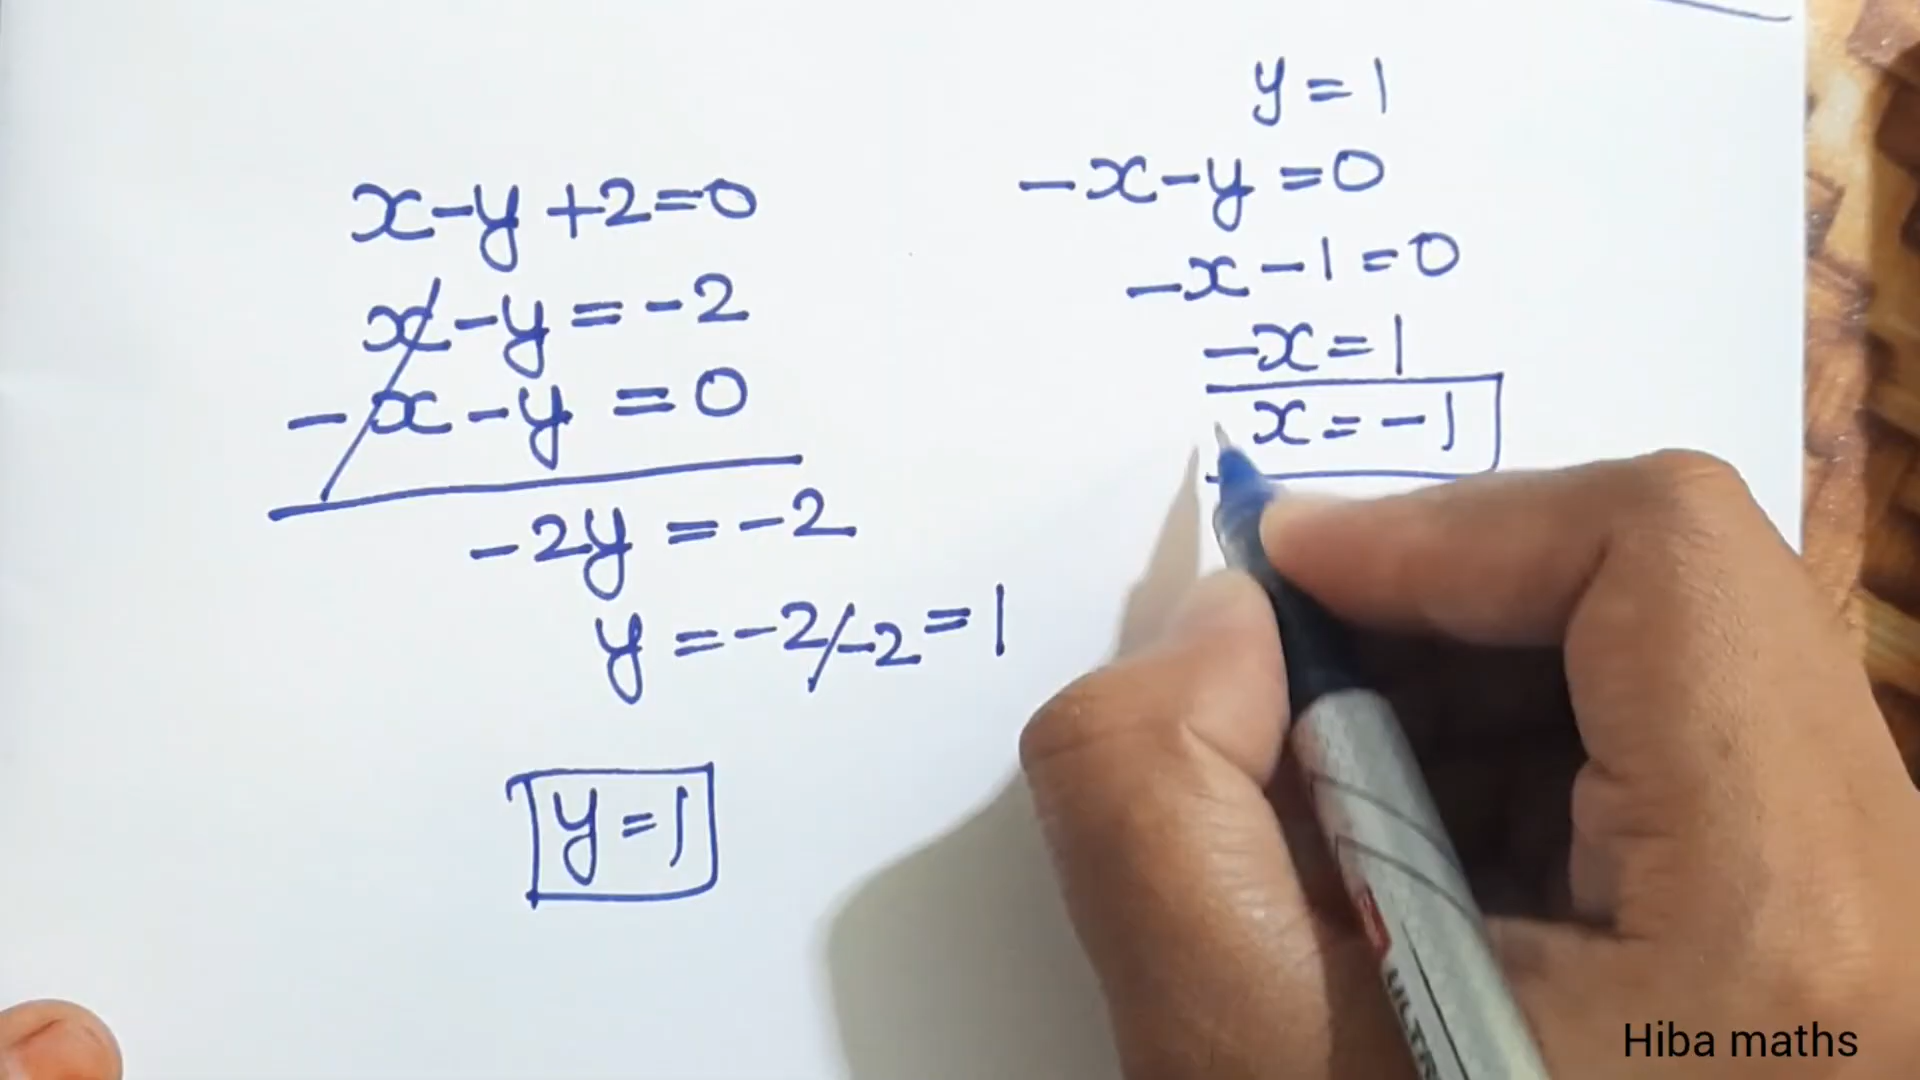 x-y+2=0
x-y=-2
-x-y=0
-2y=-2
y=-2/-2=1
y=1
y=1
-x-y=0
-x-1=0
-x=1
x=-1
Hiba maths